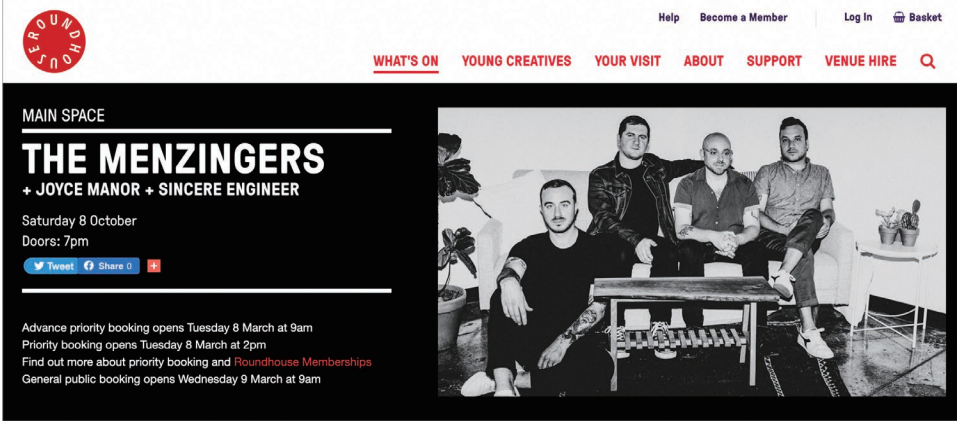 ROUNDHOUSE
Help Become a Member Log In Basket
WHAT'S ON YOUNG CREATIVES YOUR VISIT ABOUT SUPPORT VENUE HIRE
MAIN SPACE
THE MENZINGERS
+ JOYCE MANOR + SINCERE ENGINEER
Saturday 8 October
Doors: 7pm
Tweet Share 0 +
Advance priority booking opens Tuesday 8 March at 9am
Priority booking opens Tuesday 8 March at 2pm
Find out more about priority booking and Roundhouse Memberships
General public booking opens Wednesday 9 March at 9am